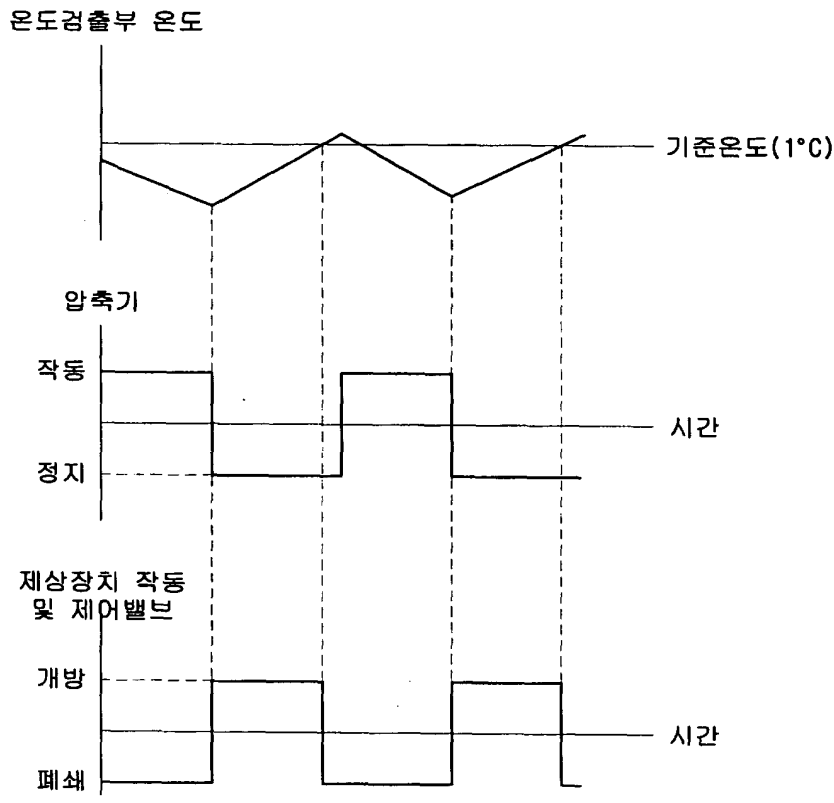 온도검출부 온도
기준온도(1°C)
압축기
작동
시간
정지
제상장치 작동
및 제어밸브
개방
시간
폐쇄